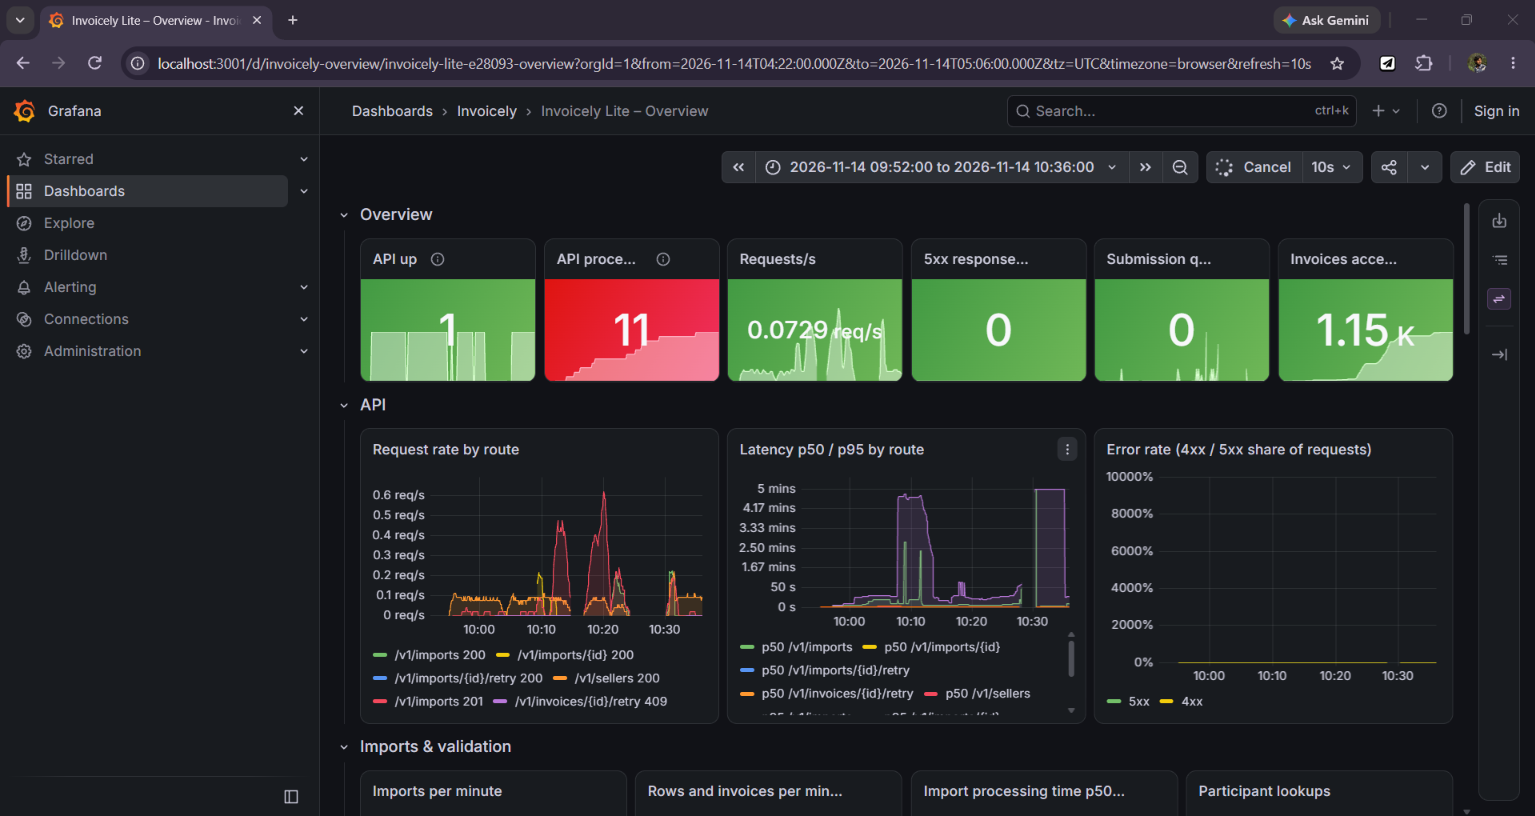 Invoicely Lite – Overview - Invoi
Ask Gemini
localhost:3001/d/invoicely-overview/invoicely-lite-e28093-overview?orgId=1&from=2026-11-14T04:22:00.000Z&to=2026-11-14T05:06:00.000Z&tz=UTC&timezone=browser&refresh=10s
Grafana
Dashboards › Invoicely › Invoicely Lite – Overview
Search...
ctrl+k
Sign in
Starred
Dashboards
Explore
Drilldown
Alerting
Connections
Administration
2026-11-14 09:52:00 to 2026-11-14 10:36:00
Cancel
10s
Edit
Overview
API up
1
API proce...
11
Requests/s
0.0729 req/s
5xx response...
0
Submission q...
0
Invoices acce...
1.15 K
API
Request rate by route
0.6 req/s
0.5 req/s
0.4 req/s
0.3 req/s
0.2 req/s
0.1 req/s
0 req/s
10:00 10:10 10:20 10:30
/v1/imports 200 /v1/imports/{id} 200
/v1/imports/{id}/retry 200 /v1/sellers 200
/v1/imports 201 /v1/invoices/{id}/retry 409
Latency p50 / p95 by route
5 mins
4.17 mins
3.33 mins
2.50 mins
1.67 mins
50 s
0 s
10:00 10:10 10:20 10:30
p50 /v1/imports p50 /v1/imports/{id}
p50 /v1/imports/{id}/retry
p50 /v1/invoices/{id}/retry p50 /v1/sellers
Error rate (4xx / 5xx share of requests)
10000%
8000%
6000%
4000%
2000%
0%
10:00 10:10 10:20 10:30
5xx 4xx
Imports & validation
Imports per minute
Rows and invoices per min...
Import processing time p50...
Participant lookups